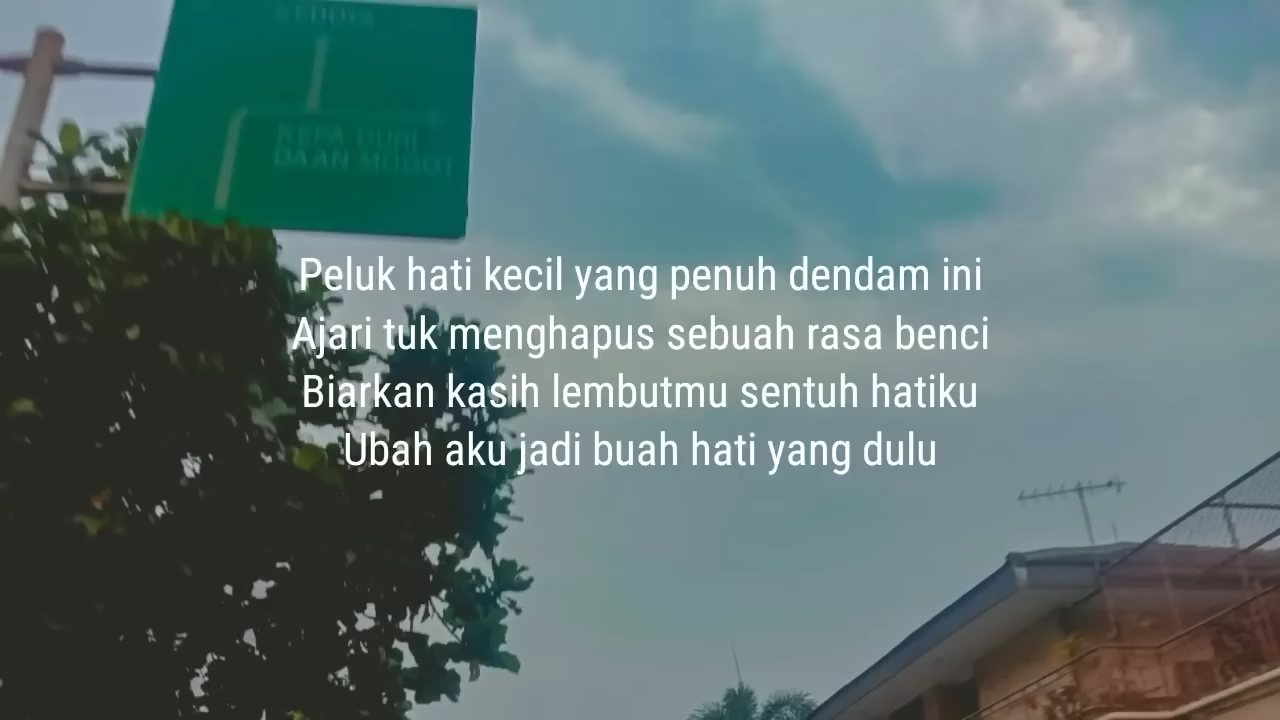 KEDOYA
KEPA DURI
DAAN MOGOT
Peluk hati kecil yang penuh dendam ini
Ajari tuk menghapus sebuah rasa benci
Biarkan kasih lembutmu sentuh hatiku
Ubah aku jadi buah hati yang dulu